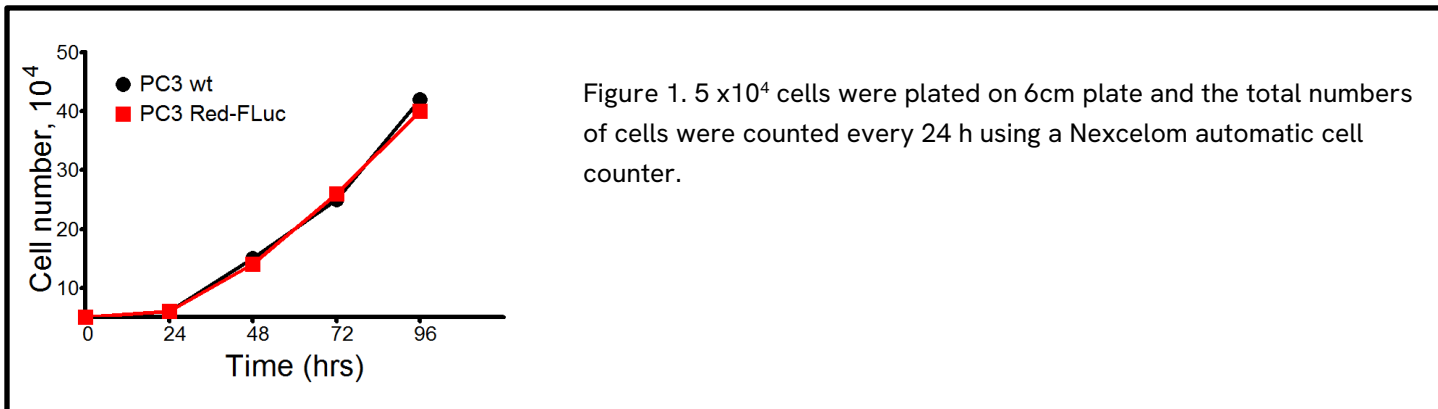 50
40
30
20
10
Cell number, 10⁴
PC3 wt
PC3 Red-FLuc
0 24 48 72 96
Time (hrs)
Figure 1. 5 x10⁴ cells were plated on 6cm plate and the total numbers
of cells were counted every 24 h using a Nexcelom automatic cell
counter.